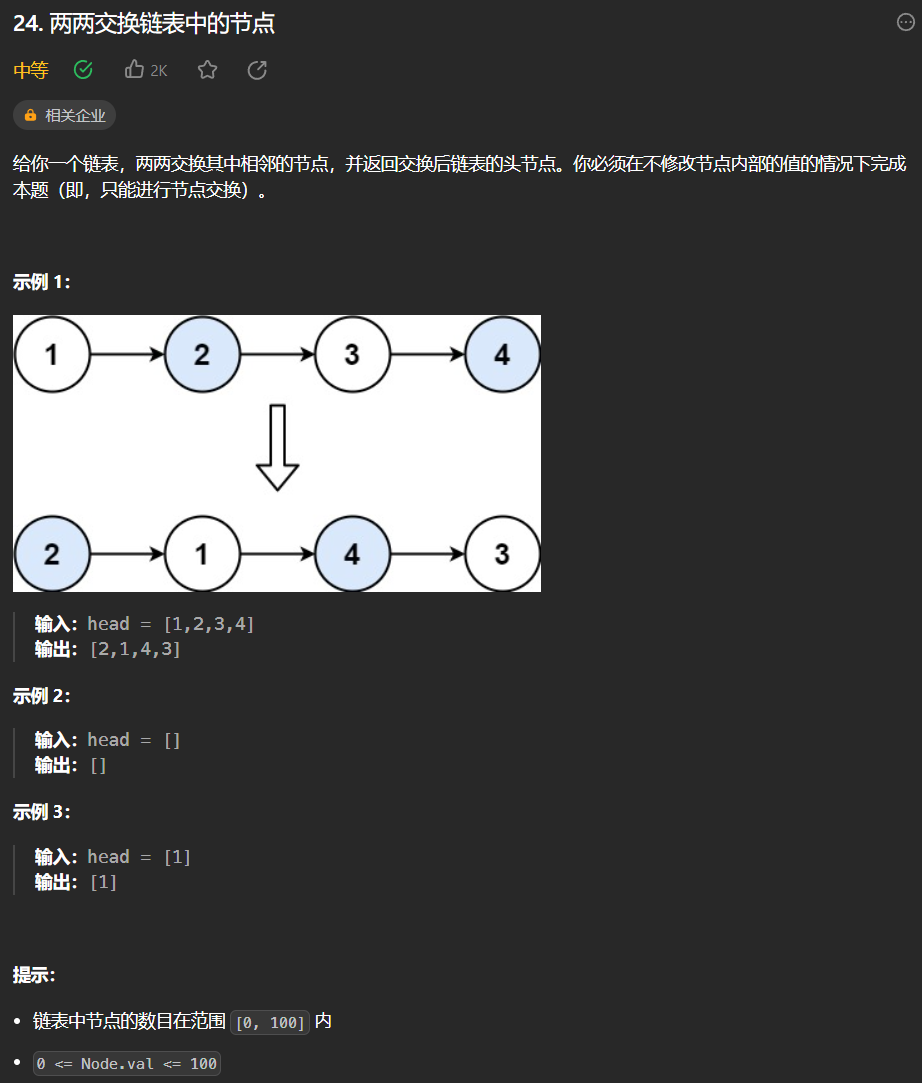 24. 两两交换链表中的节点
中等 2K
相关企业
给你一个链表，两两交换其中相邻的节点，并返回交换后链表的头节点。你必须在不修改节点内部的值的情况下完成
本题（即，只能进行节点交换）。
示例 1：
1 2 3 4
2 1 4 3
输入：head = [1,2,3,4]
输出：[2,1,4,3]
示例 2：
输入：head = []
输出：[]
示例 3：
输入：head = [1]
输出：[1]
提示：
• 链表中节点的数目在范围 [0, 100] 内
• 0 <= Node.val <= 100